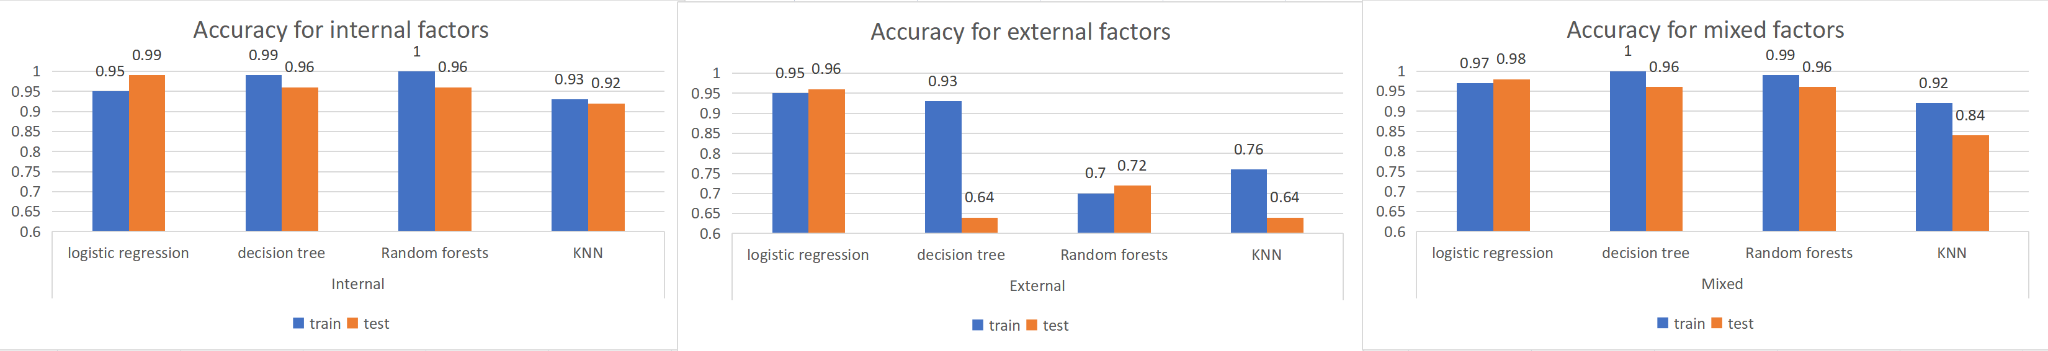 Accuracy for internal factors
0.95 0.99 0.99 0.96 1 0.96 0.93 0.92
1
0.95
0.9
0.85
0.8
0.75
0.7
0.65
0.6
logistic regression decision tree Random forests KNN
Internal
train test
Accuracy for external factors
0.95 0.96 0.93 0.64 0.7 0.72 0.76 0.64
1
0.95
0.9
0.85
0.8
0.75
0.7
0.65
0.6
logistic regression decision tree Random forests KNN
External
train test
Accuracy for mixed factors
0.97 0.98 1 0.96 0.99 0.96 0.92 0.84
1
0.95
0.9
0.85
0.8
0.75
0.7
0.65
0.6
logistic regression decision tree Random forests KNN
Mixed
train test